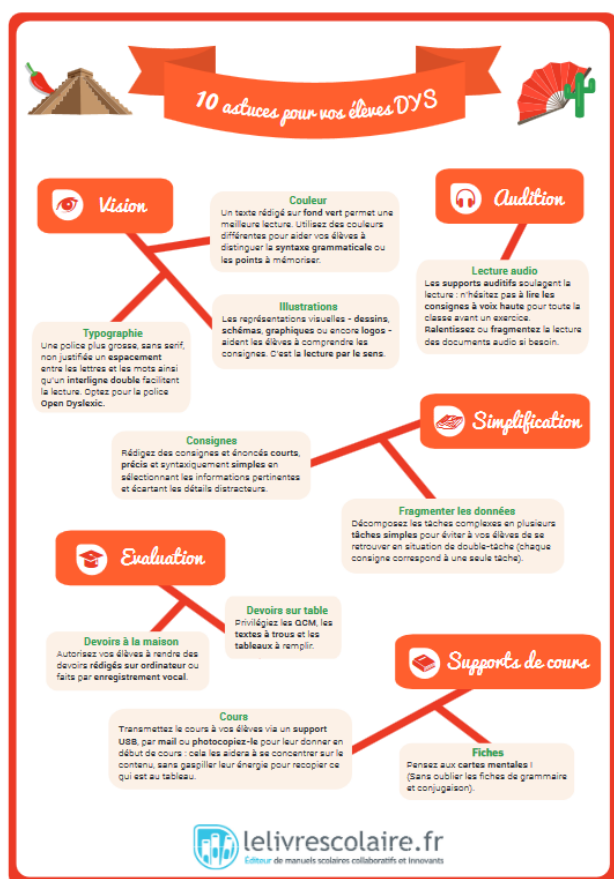 10 astuces pour vos élèves DYS
Vision
Couleur
Un texte rédigé sur fond vert permet une
meilleure lecture. Utilisez des couleurs
différentes pour aider vos élèves à
distinguer la syntaxe grammaticale ou
les points à mémoriser.
Illustrations
Les représentations visuelles - dessins,
schémas, graphiques ou encore logos -
aident les élèves à comprendre les
consignes. C'est la lecture par le sens.
Typographie
Une police plus grosse, sans serif,
non justifiée un espacement
entre les lettres et les mots ainsi
qu'un interligne double facilitent
la lecture. Optez pour la police
Open Dyslexic.
Audition
Lecture audio
Les supports auditifs soulagent la
lecture : n'hésitez pas à lire les
consignes à voix haute pour toute la
classe avant un exercice.
Ralentissez ou fragmentez la lecture
des documents audio si besoin.
Simplification
Consignes
Rédigez des consignes et énoncés courts,
précis et syntaxiquement simples en
sélectionnant les informations pertinentes
et écartant les détails distracteurs.
Fragmenter les données
Décomposez les tâches complexes en plusieurs
tâches simples pour éviter à vos élèves de se
retrouver en situation de double-tâche (chaque
consigne correspond à une seule tâche).
Evaluation
Devoirs sur table
Privilégiez les QCM, les
textes à trous et les
tableaux à remplir.
Devoirs à la maison
Autorisez vos élèves à rendre des
devoirs rédigés sur ordinateur ou
faits par enregistrement vocal.
Supports de cours
Cours
Transmettez le cours à vos élèves via un support
USB, par mail ou photocopiez-le pour leur donner en
début de cours : cela les aidera à se concentrer sur le
contenu, sans gaspiller leur énergie pour recopier ce
qui est au tableau.
Fiches
Pensez aux cartes mentales !
(Sans oublier les fiches de grammaire
et conjugaison).
lelivrescolaire.fr
Éditeur de manuels scolaires collaboratifs et innovants